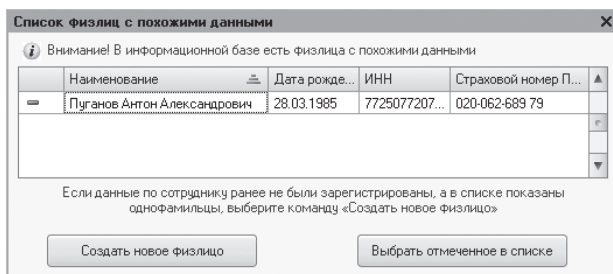 Список физлиц с похожими данными
Внимание! В информационной базе есть физлица с похожими данными
Наименование Дата рожде... ИНН Страховой номер П...
Пуганов Антон Александрович 28.03.1985 7725077207... 020-062-689 79
Если данные по сотруднику ранее не были зарегистрированы, а в списке показаны
однофамильцы, выберите команду «Создать новое физлицо»
Создать новое физлицо Выбрать отмеченное в списке